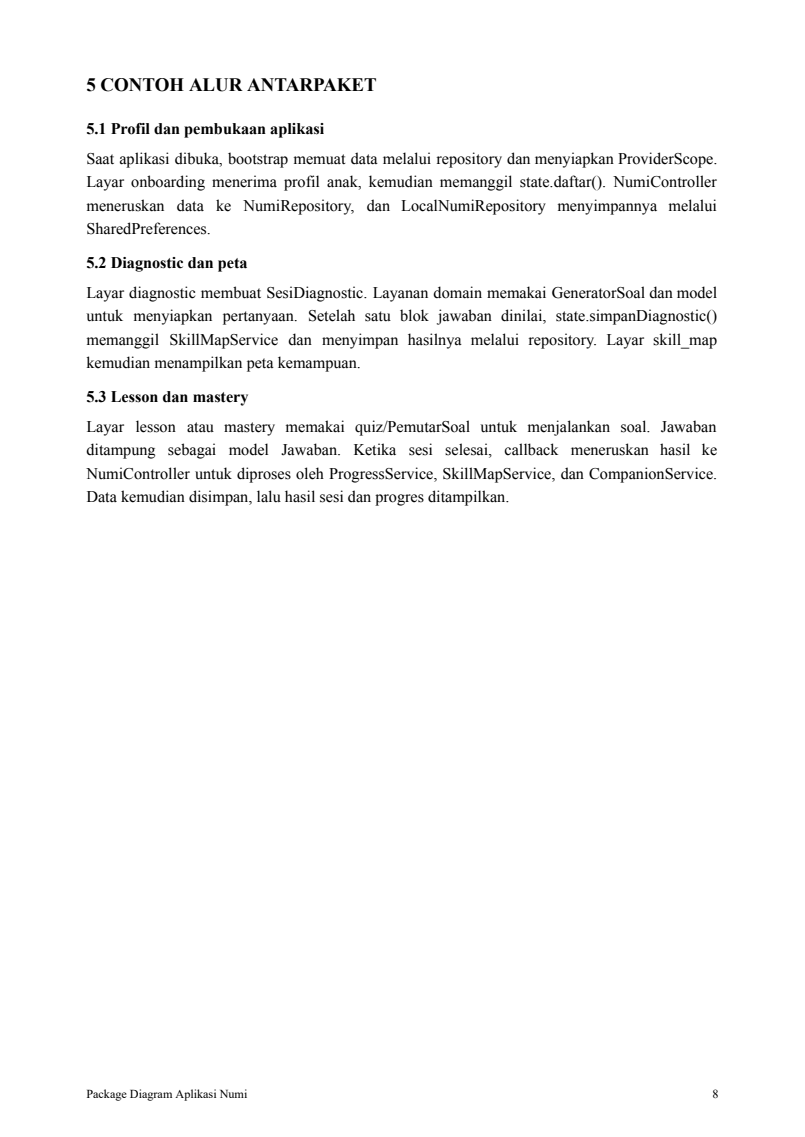 5 CONTOH ALUR ANTARPAKET
5.1 Profil dan pembukaan aplikasi
Saat aplikasi dibuka, bootstrap memuat data melalui repository dan menyiapkan ProviderScope.
Layar onboarding menerima profil anak, kemudian memanggil state.daftar(). NumiController
meneruskan data ke NumiRepository, dan LocalNumiRepository menyimpannya melalui
SharedPreferences.
5.2 Diagnostic dan peta
Layar diagnostic membuat SesiDiagnostic. Layanan domain memakai GeneratorSoal dan model
untuk menyiapkan pertanyaan. Setelah satu blok jawaban dinilai, state.simpanDiagnostic()
memanggil SkillMapService dan menyimpan hasilnya melalui repository. Layar skill_map
kemudian menampilkan peta kemampuan.
5.3 Lesson dan mastery
Layar lesson atau mastery memakai quiz/PemutarSoal untuk menjalankan soal. Jawaban
ditampung sebagai model Jawaban. Ketika sesi selesai, callback meneruskan hasil ke
NumiController untuk diproses oleh ProgressService, SkillMapService, dan CompanionService.
Data kemudian disimpan, lalu hasil sesi dan progres ditampilkan.
Package Diagram Aplikasi Numi 8